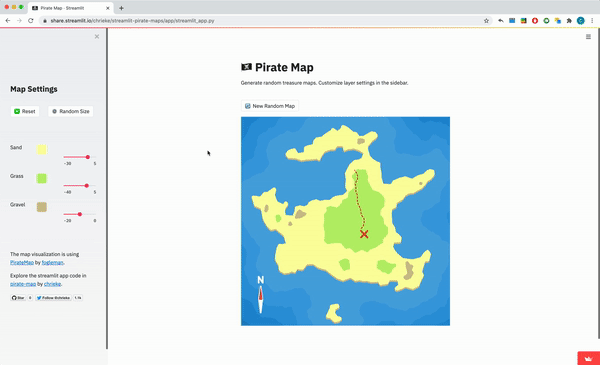 Pirate Map · Streamlit
share.streamlit.io/chrieke/streamlit-pirate-maps/app/streamlit_app.py
Map Settings
Reset
Random Size
Sand
-20
5
Grass
-40
5
Gravel
-20
0
The map visualization is using
PirateMap by fogleman.
Explore the streamlit app code in
pirate-map by chrieke.
Star
Follow @chrieke
1.1k
Pirate Map
Generate random treasure maps. Customize layer settings in the sidebar.
New Random Map
N